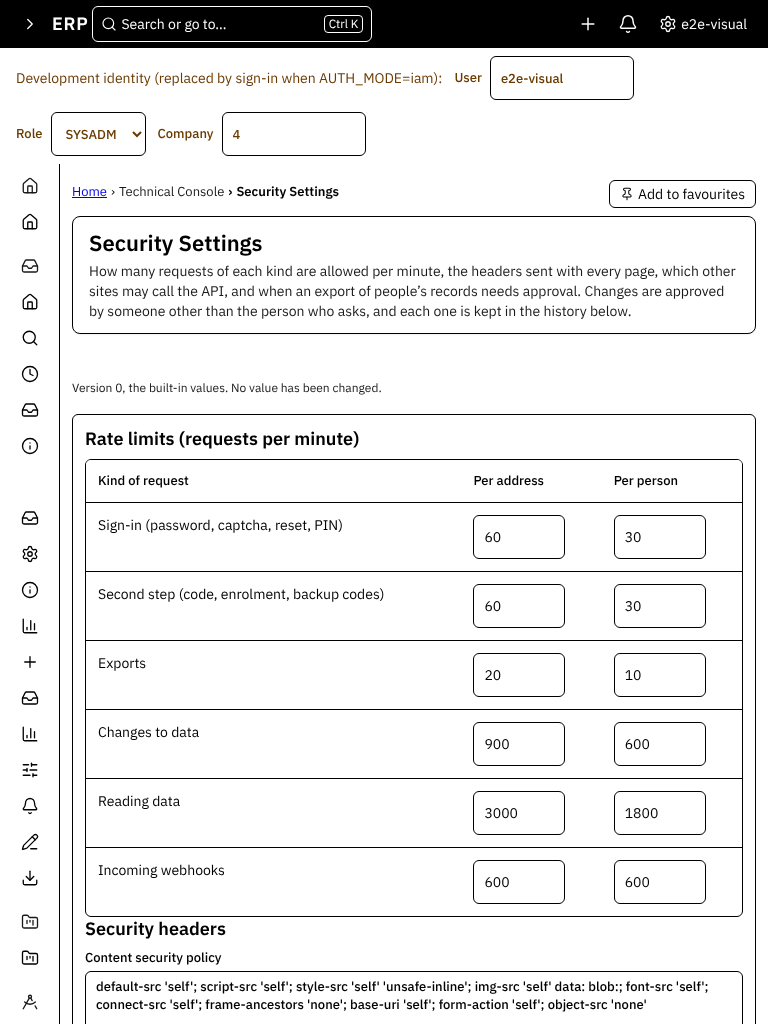 ERP
Search or go to...
Ctrl K
e2e-visual
Development identity (replaced by sign-in when AUTH_MODE=iam):
User
e2e-visual
Role
SYSADM
Company
4
Home › Technical Console › Security Settings
Add to favourites
Security Settings
How many requests of each kind are allowed per minute, the headers sent with every page, which other
sites may call the API, and when an export of people’s records needs approval. Changes are approved
by someone other than the person who asks, and each one is kept in the history below.
Version 0, the built-in values. No value has been changed.
Rate limits (requests per minute)
Kind of request Per address Per person
Sign-in (password, captcha, reset, PIN) 60 30
Second step (code, enrolment, backup codes) 60 30
Exports 20 10
Changes to data 900 600
Reading data 3000 1800
Incoming webhooks 600 600
Security headers
Content security policy
default-src 'self'; script-src 'self'; style-src 'self' 'unsafe-inline'; img-src 'self' data: blob:; font-src 'self';
connect-src 'self'; frame-ancestors 'none'; base-uri 'self'; form-action 'self'; object-src 'none'